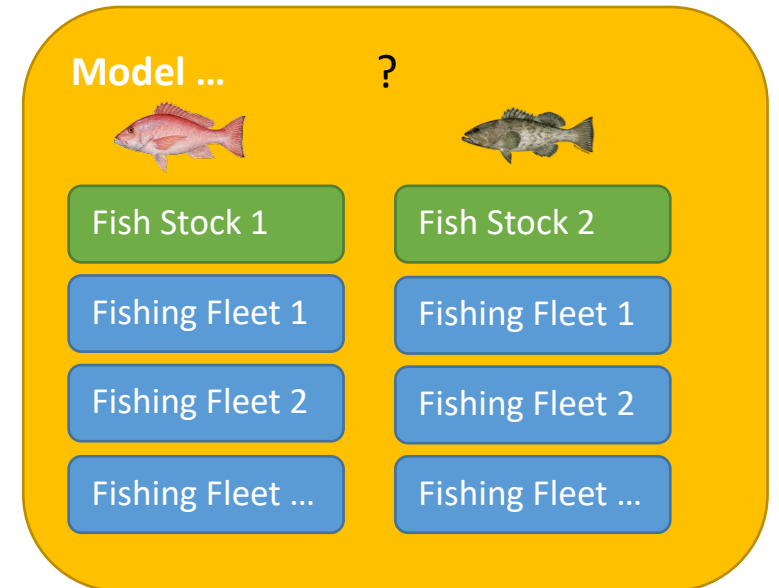 Model … ?
Fish Stock 1
Fishing Fleet 1
Fishing Fleet 2
Fishing Fleet …
Fish Stock 2
Fishing Fleet 1
Fishing Fleet 2
Fishing Fleet …